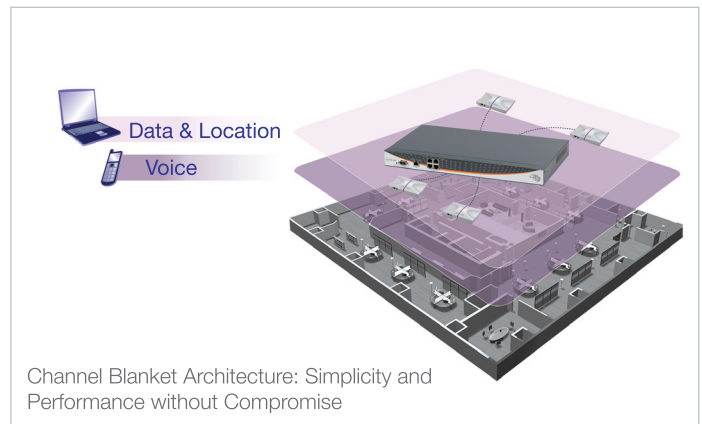 Data & Location
Voice
Channel Blanket Architecture: Simplicity and
Performance without Compromise